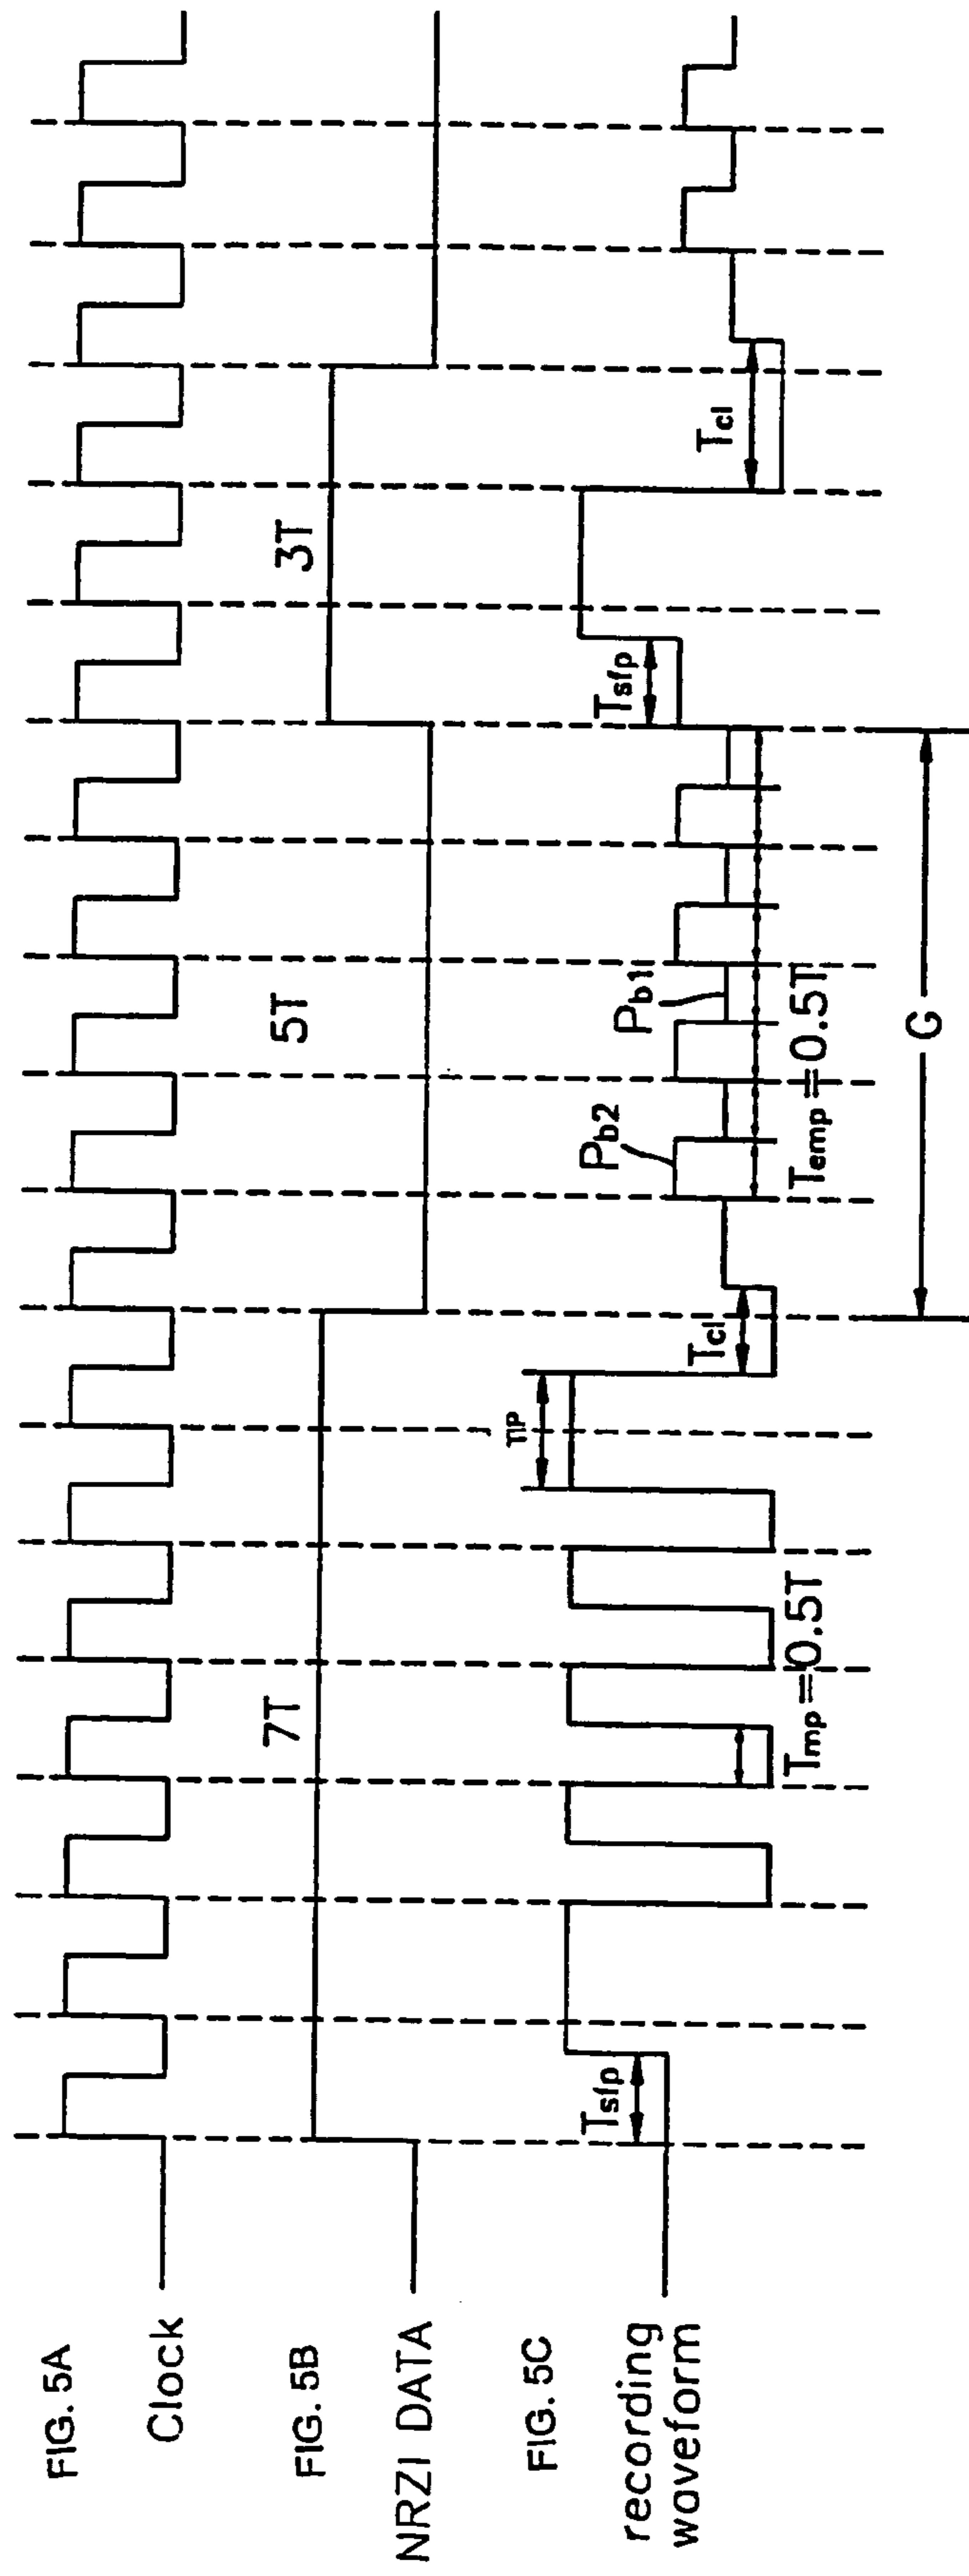 FIG. 5A
Clock
FIG. 5B
NRZI DATA
7T
5T
3T
FIG. 5C
recording
waveform
Tsfp
Tmp=0.5T
Tlp
Tcl
Pb2
Pb1
Temp=0.5T
Tsfp
Tcl
G